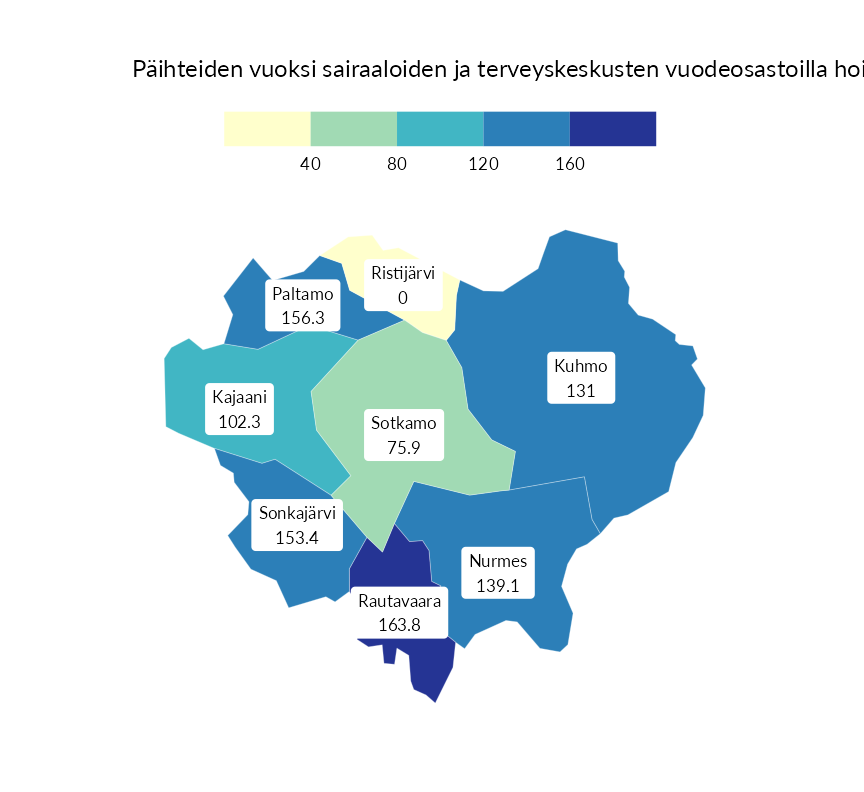 Päihteiden vuoksi sairaaloiden ja terveyskeskusten vuodeosastoilla
40 80 120 160
Ristijärvi
0
Paltamo
156.3
Kuhmo
131
Kajaani
102.3
Sotkamo
75.9
Sonkajärvi
153.4
Nurmes
139.1
Rautavaara
163.8